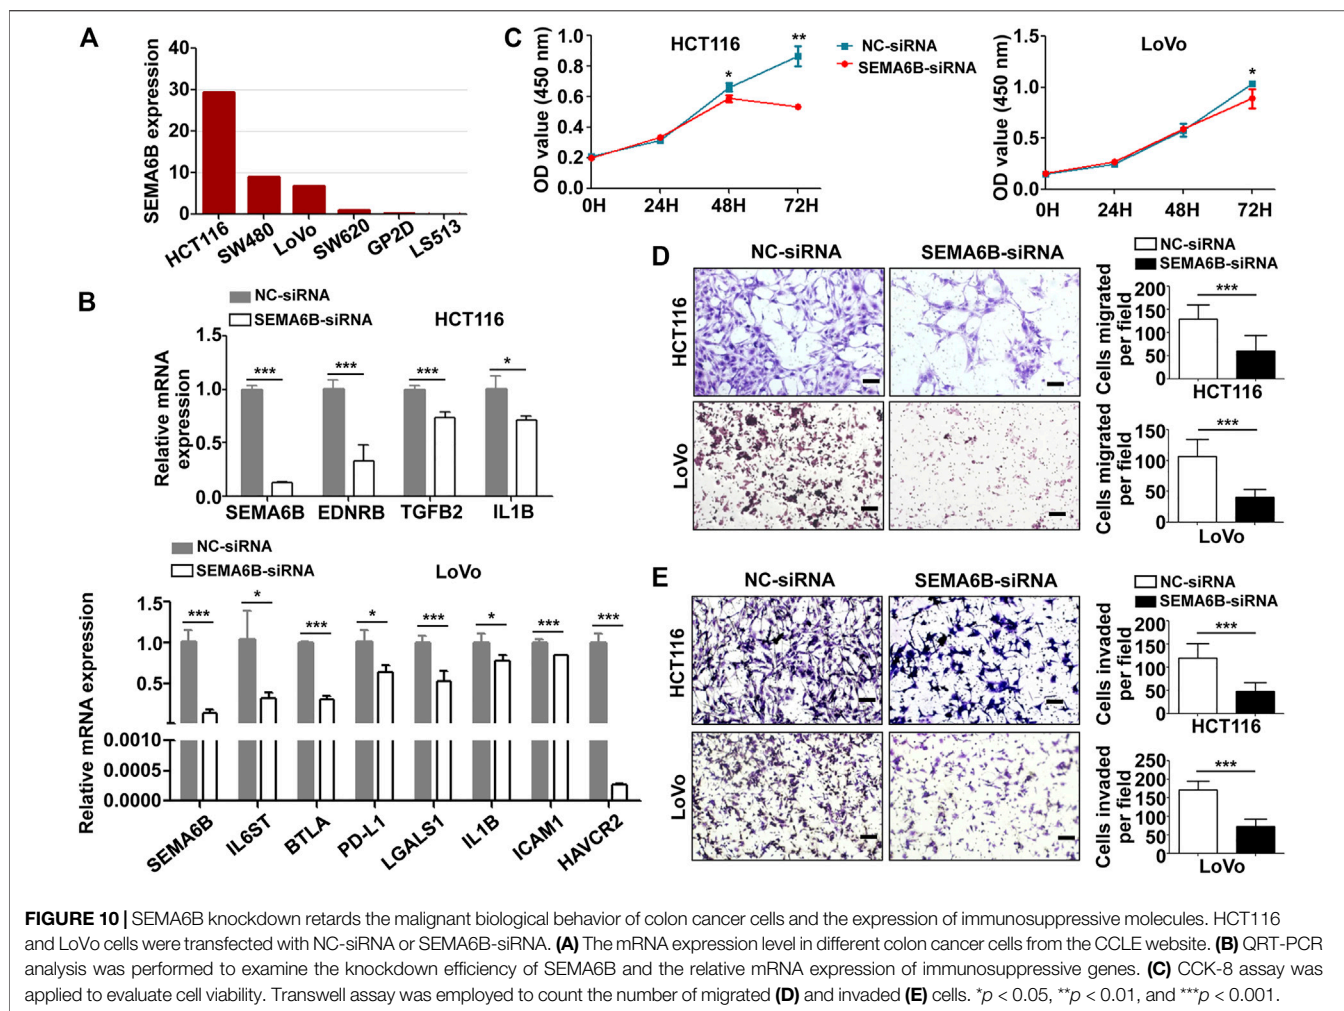 A
SEMA6B expression
40
30
20
10
0
HCT116
SW480
LoVo
SW620
GP2D
LS513
B
NC-siRNA
SEMA6B-siRNA
HCT116
Relative mRNA
expression
1.5
1.0
0.5
0.0
***
***
***
*
SEMA6B
EDNRB
TGFB2
IL1B
NC-siRNA
SEMA6B-siRNA
LoVo
Relative mRNA expression
1.5
1.0
0.5
0.0010
0.0005
0.0000
***
*
***
*
***
*
***
***
SEMA6B
IL6ST
BTLA
PD-L1
LGALS1
IL1B
ICAM1
HAVCR2
C
HCT116
OD value (450 nm)
1.0
0.8
0.6
0.4
0.2
0.0
*
**
0H
24H
48H
72H
NC-siRNA
SEMA6B-siRNA
LoVo
OD value (450 nm)
1.5
1.0
0.5
0.0
*
0H
24H
48H
72H
D
NC-siRNA
SEMA6B-siRNA
HCT116
LoVo
NC-siRNA
SEMA6B-siRNA
Cells migrated
per field
200
150
100
50
0
***
HCT116
Cells migrated
per field
150
100
50
0
***
LoVo
E
NC-siRNA
SEMA6B-siRNA
HCT116
LoVo
NC-siRNA
SEMA6B-siRNA
Cells invaded
per field
200
150
100
50
0
***
HCT116
Cells invaded
per field
250
200
150
100
50
0
***
LoVo
FIGURE 10 | SEMA6B knockdown retards the malignant biological behavior of colon cancer cells and the expression of immunosuppressive molecules. HCT116
and LoVo cells were transfected with NC-siRNA or SEMA6B-siRNA. (A) The mRNA expression level in different colon cancer cells from the CCLE website. (B) QRT-PCR
analysis was performed to examine the knockdown efficiency of SEMA6B and the relative mRNA expression of immunosuppressive genes. (C) CCK-8 assay was
applied to evaluate cell viability. Transwell assay was employed to count the number of migrated (D) and invaded (E) cells. *p < 0.05, **p < 0.01, and ***p < 0.001.